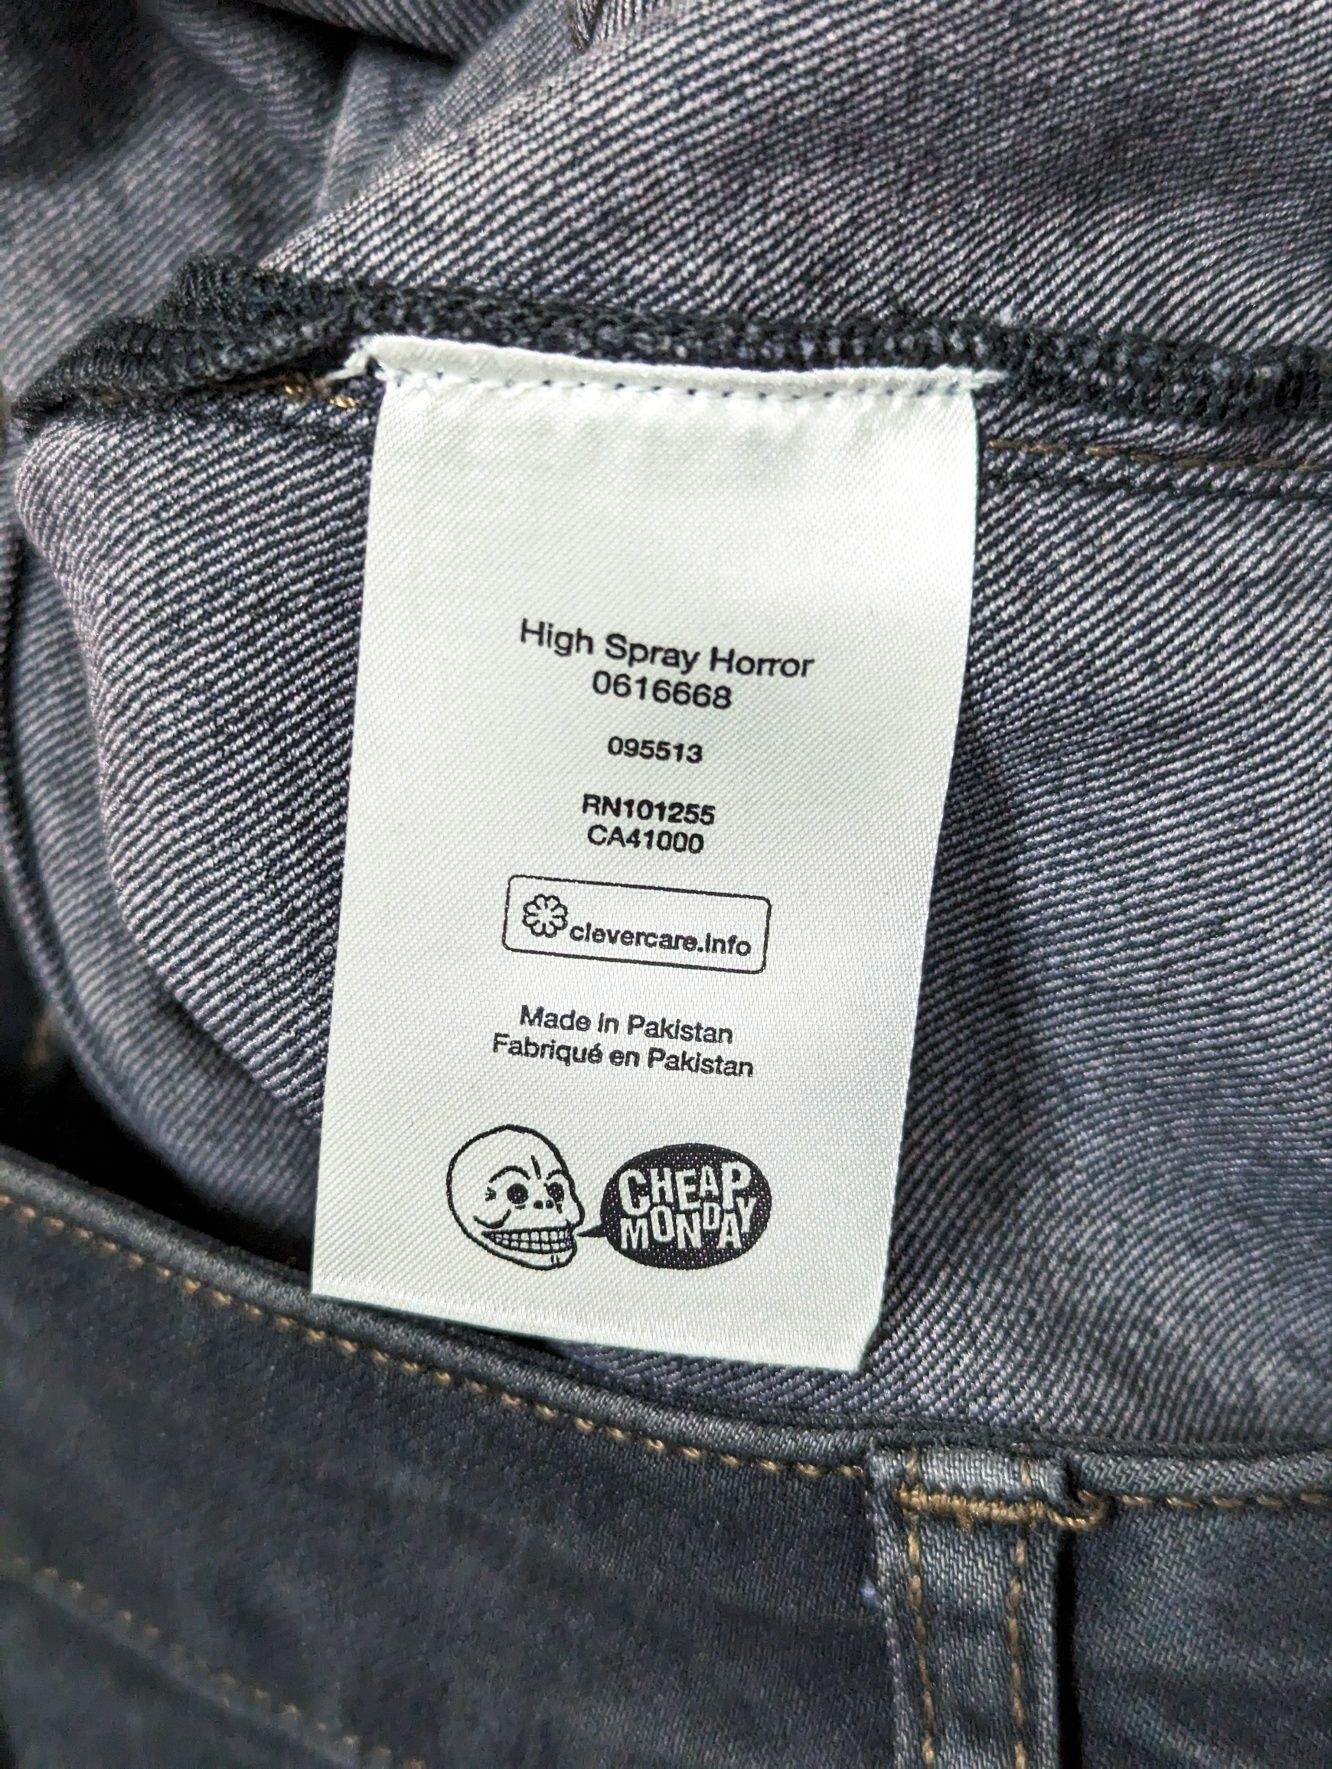 High Spray Horror
0616668
095513
RN101255
CA41000
clevercare.info
Made in Pakistan
Fabriqué en Pakistan
CHEAP
MONDAY